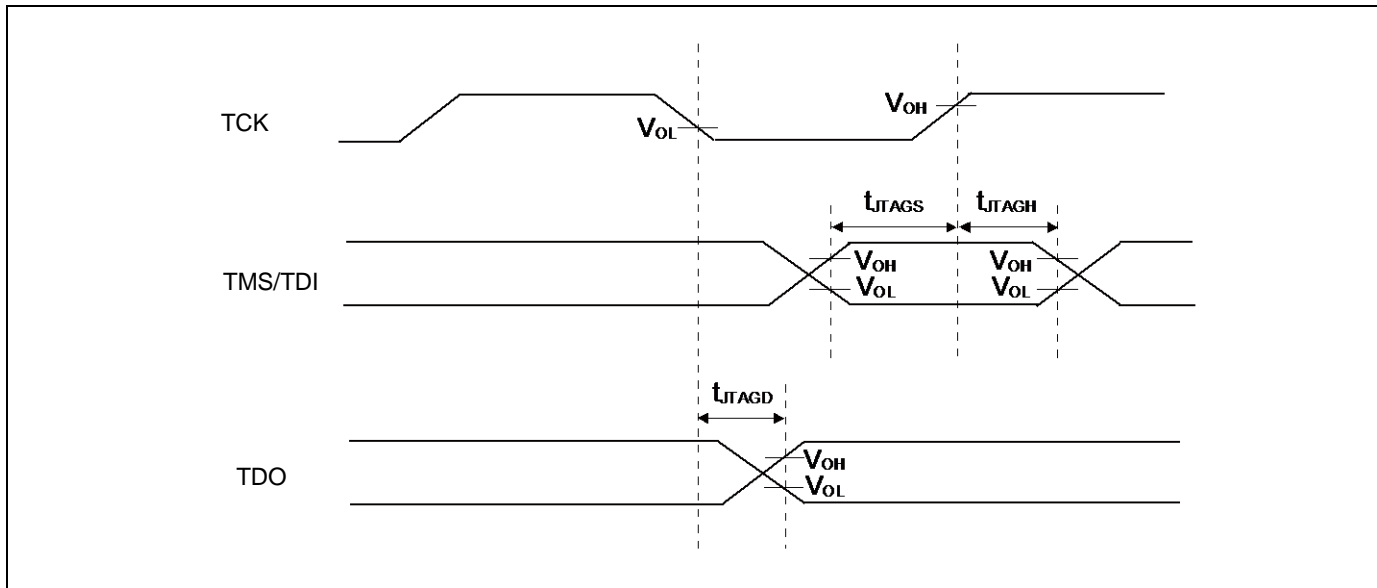 TCK
VOL
VOH
tJTAGS
tJTAGH
TMS/TDI
VOH
VOL
VOH
VOL
tJTAGD
TDO
VOH
VOL